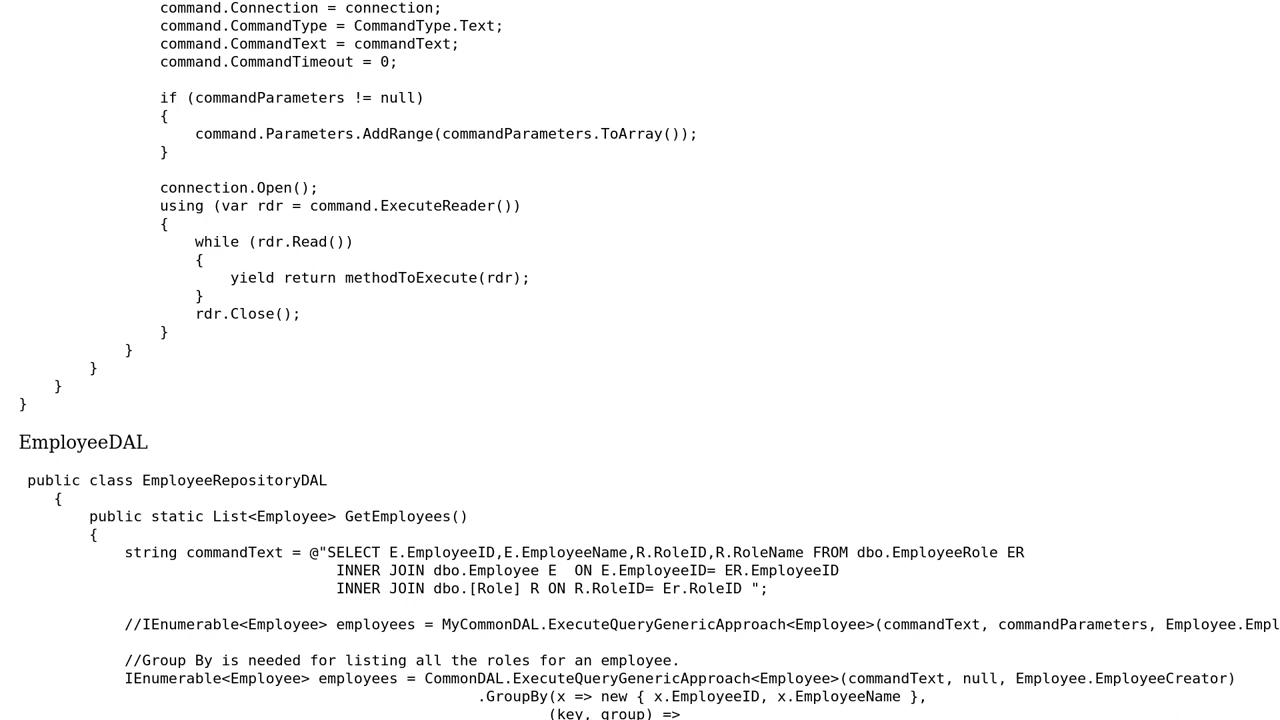 command.Connection = connection;
command.CommandType = CommandType.Text;
command.CommandText = commandText;
command.CommandTimeout = 0;
if (commandParameters != null)
{
command.Parameters.AddRange(commandParameters.ToArray());
}
connection.Open();
using (var rdr = command.ExecuteReader())
{
while (rdr.Read())
{
yield return methodToExecute(rdr);
}
rdr.Close();
}
}
}
}
}
EmployeeDAL
public class EmployeeRepositoryDAL
{
public static List<Employee> GetEmployees()
{
string commandText = @"SELECT E.EmployeeID,E.EmployeeName,R.RoleID,R.RoleName FROM dbo.EmployeeRole ER
INNER JOIN dbo.Employee E  ON E.EmployeeID= ER.EmployeeID
INNER JOIN dbo.[Role] R ON R.RoleID= Er.RoleID ";
//IEnumerable<Employee> employees = MyCommonDAL.ExecuteQueryGenericApproach<Employee>(commandText, commandParameters, Employee.Empl
//Group By is needed for listing all the roles for an employee.
IEnumerable<Employee> employees = CommonDAL.ExecuteQueryGenericApproach<Employee>(commandText, null, Employee.EmployeeCreator)
.GroupBy(x => new { x.EmployeeID, x.EmployeeName },
(key, group) =>